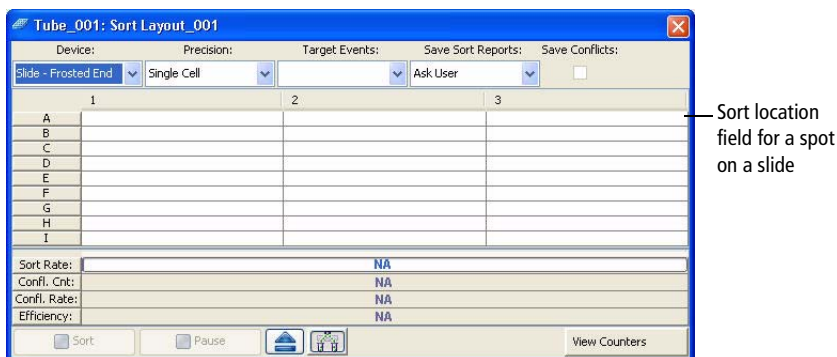 Tube_001: Sort Layout_001
Device: Precision: Target Events: Save Sort Reports: Save Conflicts:
Slide - Frosted End Single Cell Ask User
1 2 3
A
B
C
D
E
F
G
H
I
Sort Rate: NA
Confl. Cnt: NA
Confl. Rate: NA
Efficiency: NA
Sort Pause View Counters
Sort location
field for a spot
on a slide